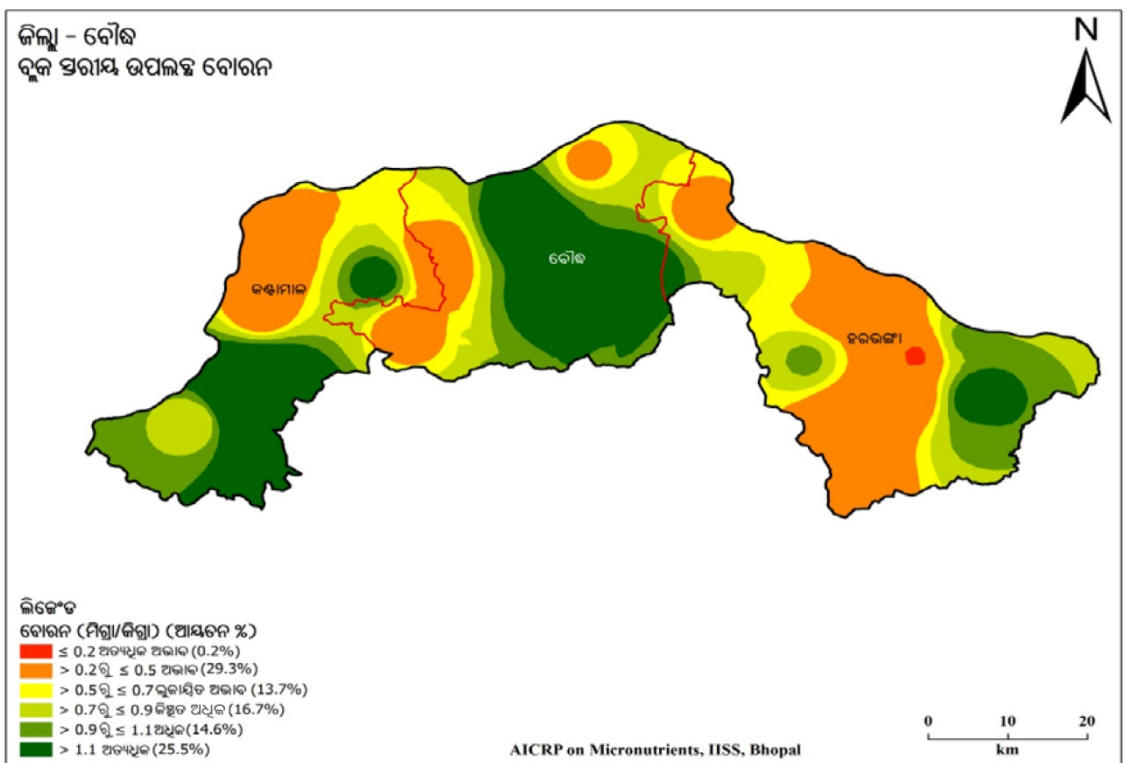 ଜିଲ୍ଲା – ବୌଦ୍ଧ
ବ୍ଲକ ସ୍ତରୀୟ ଉପଲବ୍ଧ ବୋରନ
N
ବୌଦ୍ଧ
କଣ୍ଟାମାଳ
ହରଭଙ୍ଗା
ଲିଜେଂଡ
ବୋରନ (ମିଗ୍ରା/କିଗ୍ରା) (ଆୟତନ %)
≤ 0.2 ଅତ୍ୟଧିକ ଅଭାବ (0.2%)
> 0.2ରୁ ≤ 0.5 ଅଭାବ (29.3%)
> 0.5ରୁ ≤ 0.7 ଲୁକାୟିତ ଅଭାବ (13.7%)
> 0.7ରୁ ≤ 0.9 କିଞ୍ଚିତ ଅଧିକ (16.7%)
> 0.9ରୁ ≤ 1.1 ଅଧିକ (14.6%)
> 1.1 ଅତ୍ୟଧିକ (25.5%)
AICRP on Micronutrients, IISS, Bhopal
0 10 20
km